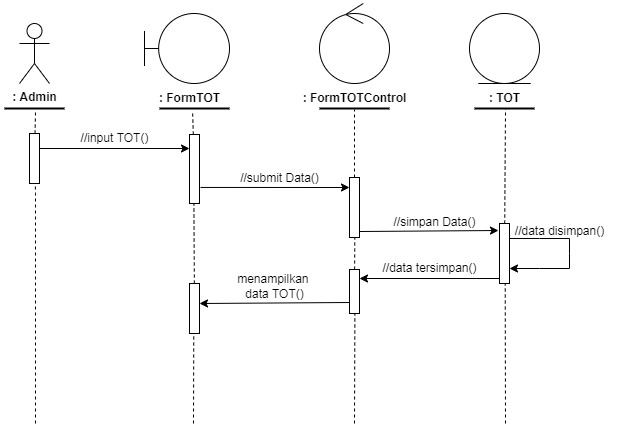 : Admin
: FormTOT
: FormTOTControl
: TOT
//input TOT()
//submit Data()
//simpan Data()
//data disimpan()
//data tersimpan()
menampilkan
data TOT()